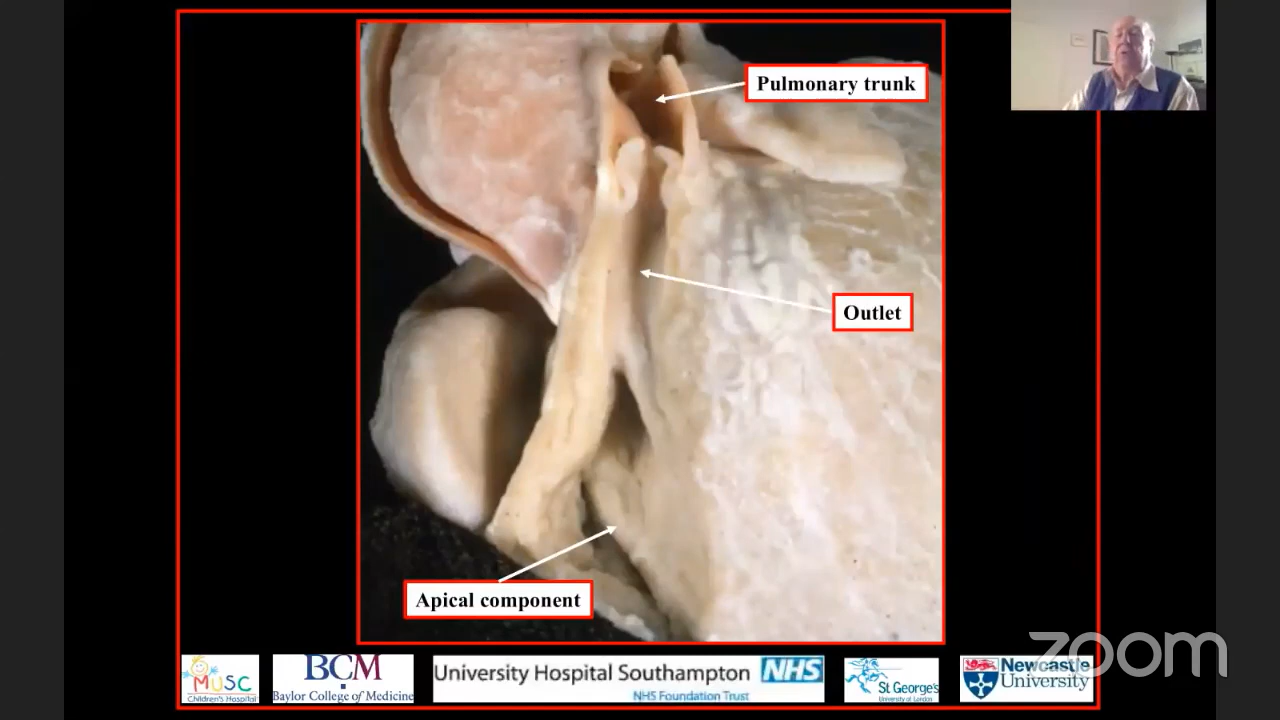 Pulmonary trunk
Outlet
Apical component
zoom
MUSC
Children's Hospital
BCM
Baylor College of Medicine
University Hospital Southampton NHS
NHS Foundation Trust
St George's
University of London
Newcastle
University